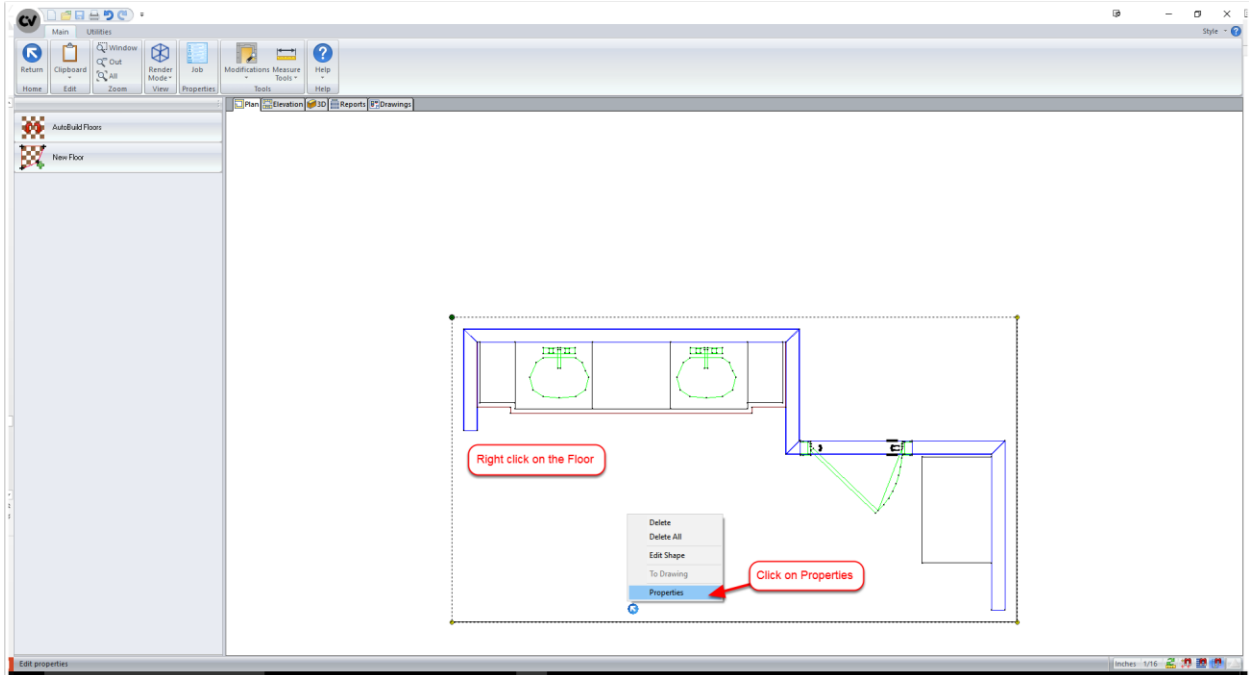 CV
Main Utilities Style
Return Clipboard Window Out All Render Mode Job Modifications Measure Tools Help
Home Edit Zoom View Properties Tools Help
Plan Elevation 3D Reports Drawings
AutoBuild Floors
New Floor
Right click on the Floor
Delete
Delete All
Edit Shape
To Drawing
Click on Properties
Properties
Edit properties Inches 1/16